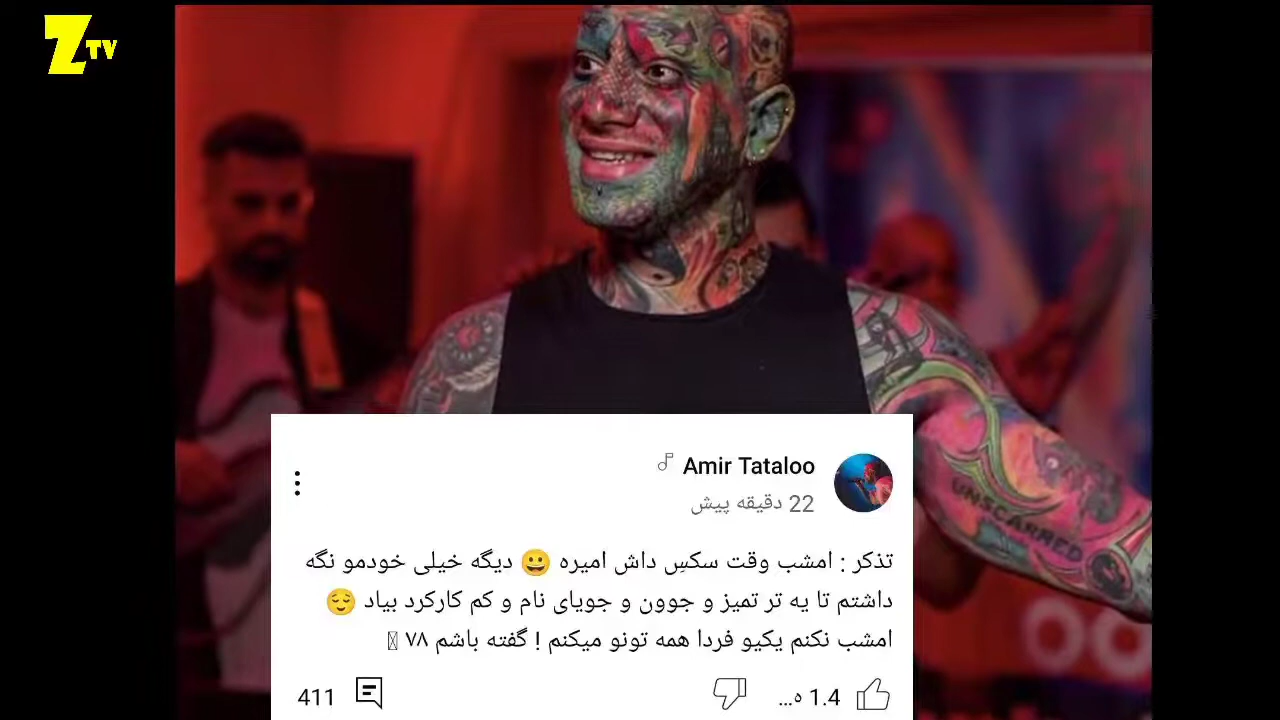 Z TV
UNSCARRED
Amir Tataloo
22 دقیقه پیش
تذکر : امشب وقت سکسِ داش امیره 😀 دیگه خیلی خودمو نگه
داشتم تا یه تر تمیز و جوون و جویای نام و کم کارکرد بیاد 😌
امشب نکنم یکیو فردا همه تونو میکنم ! گفته باشم ۷۸
1.4 ه...
411